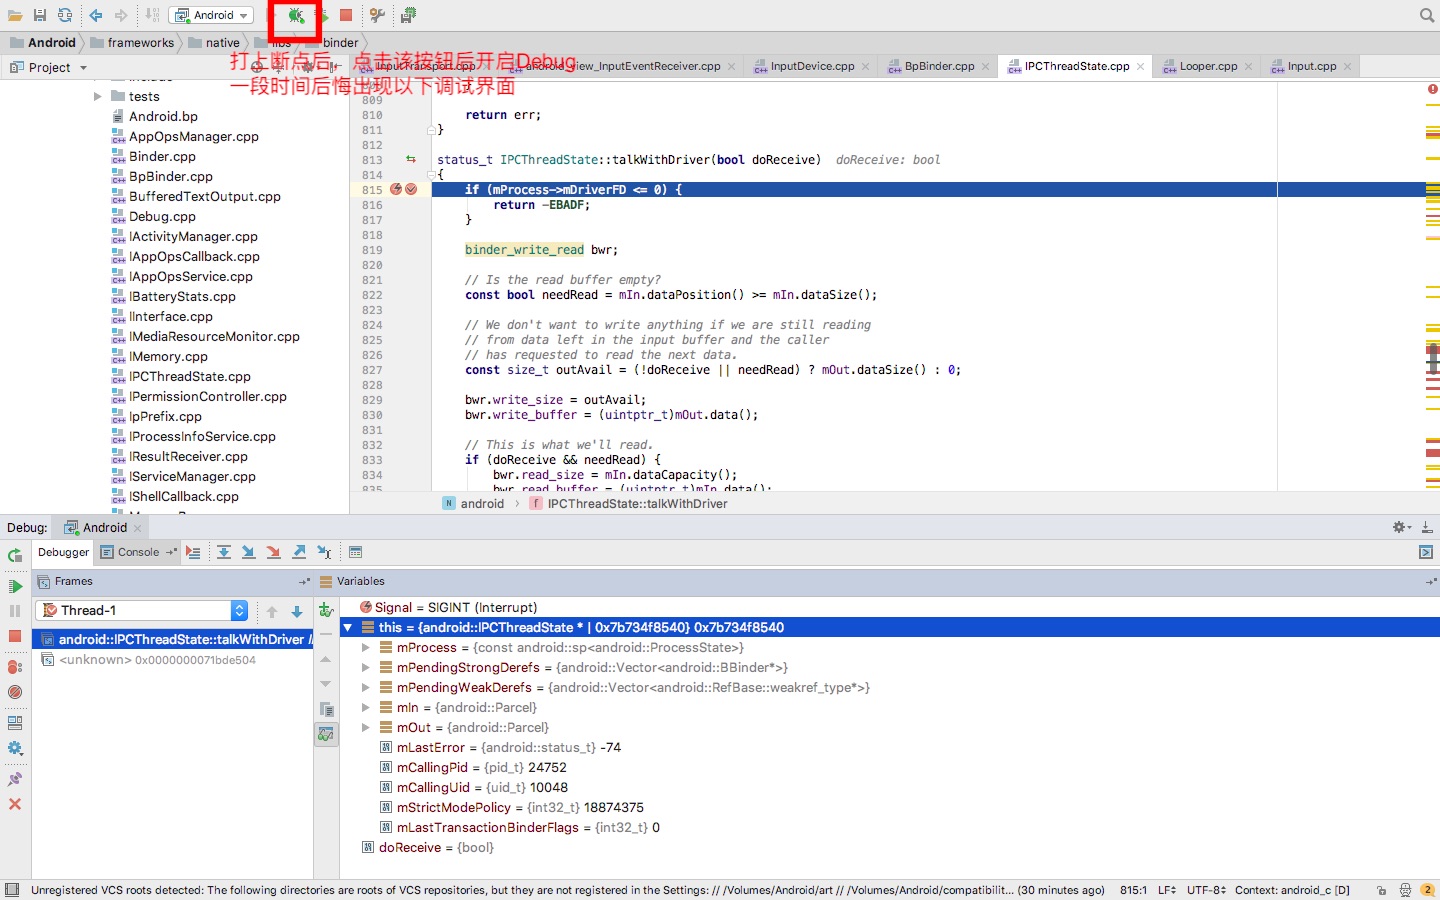 Android
Android
frameworks
native
libs
binder
打上断点后，点击该按钮后开启Debug
一段时间后悔出现以下调试界面
Project
InputTransport.cpp
android_view_InputEventReceiver.cpp
InputDevice.cpp
BpBinder.cpp
IPCThreadState.cpp
Looper.cpp
Input.cpp
include
tests
Android.bp
AppOpsManager.cpp
Binder.cpp
BpBinder.cpp
BufferedTextOutput.cpp
Debug.cpp
IActivityManager.cpp
IAppOpsCallback.cpp
IAppOpsService.cpp
IBatteryStats.cpp
IInterface.cpp
IMediaResourceMonitor.cpp
IMemory.cpp
IPCThreadState.cpp
IPermissionController.cpp
IpPrefix.cpp
IProcessInfoService.cpp
IResultReceiver.cpp
IServiceManager.cpp
IShellCallback.cpp
809
810 return err;
811 }
812
813 status_t IPCThreadState::talkWithDriver(bool doReceive) doReceive: bool
814 {
815 if (mProcess->mDriverFD <= 0) {
816 return -EBADF;
817 }
818
819 binder_write_read bwr;
820
821 // Is the read buffer empty?
822 const bool needRead = mIn.dataPosition() >= mIn.dataSize();
823
824 // We don't want to write anything if we are still reading
825 // from data left in the input buffer and the caller
826 // has requested to read the next data.
827 const size_t outAvail = (!doReceive || needRead) ? mOut.dataSize() : 0;
828
829 bwr.write_size = outAvail;
830 bwr.write_buffer = (uintptr_t)mOut.data();
831
832 // This is what we'll read.
833 if (doReceive && needRead) {
834 bwr.read_size = mIn.dataCapacity();
835 bwr.read_buffer = (uintptr_t)mIn.data();
N android
f IPCThreadState::talkWithDriver
Debug: Android
Debugger
Console
Frames
Variables
Thread-1
android::IPCThreadState::talkWithDriver
<unknown> 0x0000000071bde504
Signal = SIGINT (Interrupt)
this = {android::IPCThreadState * | 0x7b734f8540} 0x7b734f8540
mProcess = {const android::sp<android::ProcessState>}
mPendingStrongDerefs = {android::Vector<android::BBinder*>}
mPendingWeakDerefs = {android::Vector<android::RefBase::weakref_type*>}
mIn = {android::Parcel}
mOut = {android::Parcel}
mLastError = {android::status_t} -74
mCallingPid = {pid_t} 24752
mCallingUid = {uid_t} 10048
mStrictModePolicy = {int32_t} 18874375
mLastTransactionBinderFlags = {int32_t} 0
doReceive = {bool}
Unregistered VCS roots detected: The following directories are roots of VCS repositories, but they are not registered in the Settings: // /Volumes/Android/art // /Volumes/Android/compatibilit... (30 minutes ago)
815:1
LF
UTF-8
Context: android_c [D]
2